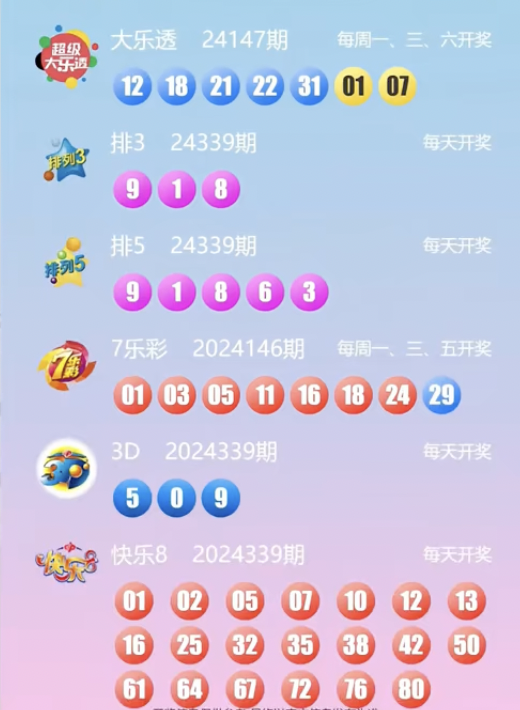 超级
大乐透
大乐透 24147期 每周一、三、六开奖
12 18 21 22 31 01 07
排列3
排3 24339期 每天开奖
9 1 8
排列5
排5 24339期 每天开奖
9 1 8 6 3
7乐彩
7乐彩 2024146期 每周一、三、五开奖
01 03 05 11 16 18 24 29
3D 2024339期 每天开奖
5 0 9
快乐8
快乐8 2024339期 每天开奖
01 02 05 07 10 12 13
16 25 32 35 38 42 50
61 64 67 72 76 80